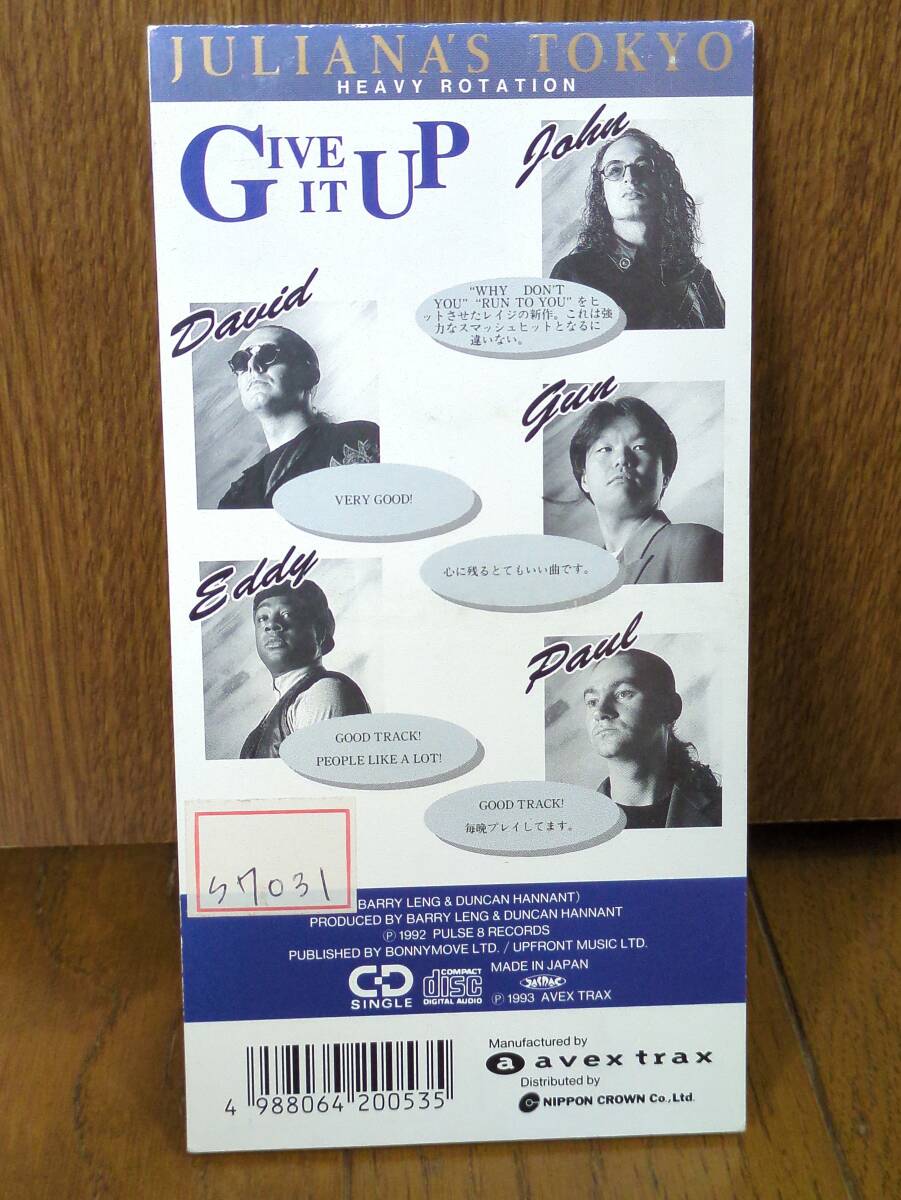 JULIANA'S TOKYO
HEAVY ROTATION
GIVE
IT UP
John
"WHY DON'T
YOU" "RUN TO YOU"をヒ
ットさせたレイジの新作。これは強
力なスマッシュヒットとなるに
違いない。
David
VERY GOOD!
Gun
心に残るとてもいい曲です。
Eddy
GOOD TRACK!
PEOPLE LIKE A LOT!
Paul
GOOD TRACK!
毎晩プレイしてます。
57031
(BARRY LENG & DUNCAN HANNANT)
PRODUCED BY BARRY LENG & DUNCAN HANNANT
Ⓟ 1992 PULSE 8 RECORDS
PUBLISHED BY BONNYMOVE LTD. / UPFRONT MUSIC LTD.
CD
SINGLE
COMPACT
disc
DIGITAL AUDIO
MADE IN JAPAN
JASRAC
Ⓟ 1993 AVEX TRAX
Manufactured by
a avex trax
Distributed by
NIPPON CROWN Co.,Ltd.
4 988064 200535